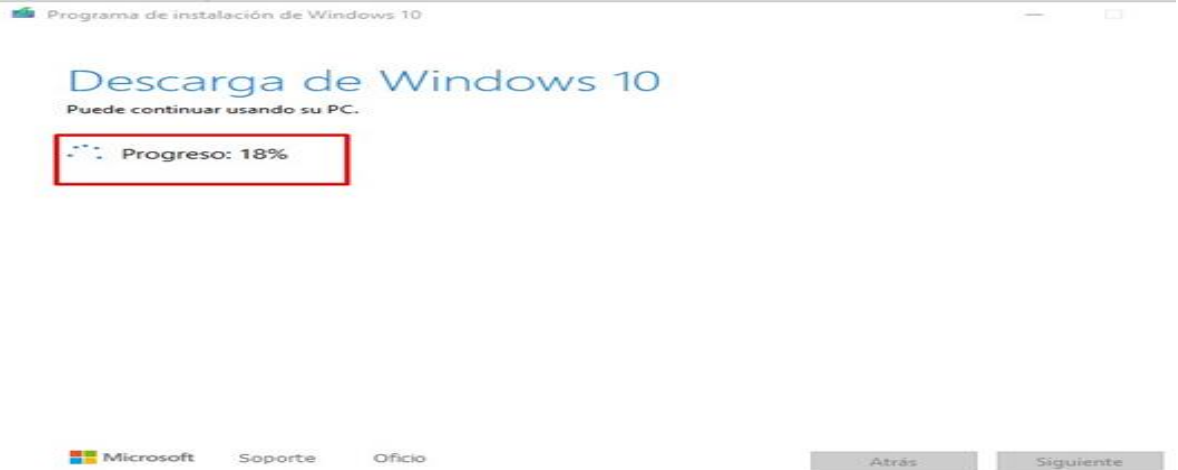 Programa de instalación de Windows 10
Descarga de Windows 10
Puede continuar usando su PC.
Progreso: 18%
Microsoft Soporte Oficio Atrás Siguiente